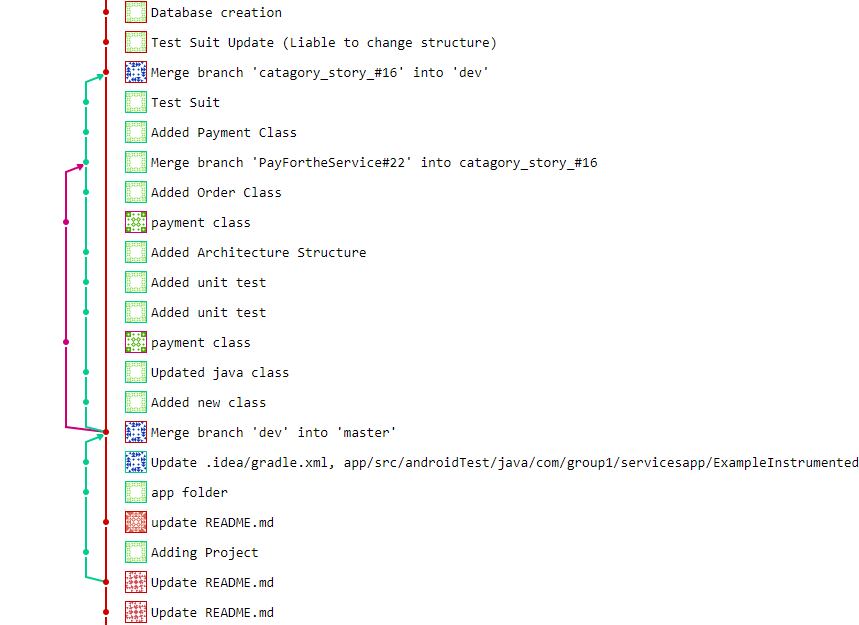 Database creation
Test Suit Update (Liable to change structure)
Merge branch 'catagory_story_#16' into 'dev'
Test Suit
Added Payment Class
Merge branch 'PayFortheService#22' into catagory_story_#16
Added Order Class
payment class
Added Architecture Structure
Added unit test
Added unit test
payment class
Updated java class
Added new class
Merge branch 'dev' into 'master'
Update .idea/gradle.xml, app/src/androidTest/java/com/group1/servicesapp/ExampleInstrumented
app folder
update README.md
Adding Project
Update README.md
Update README.md